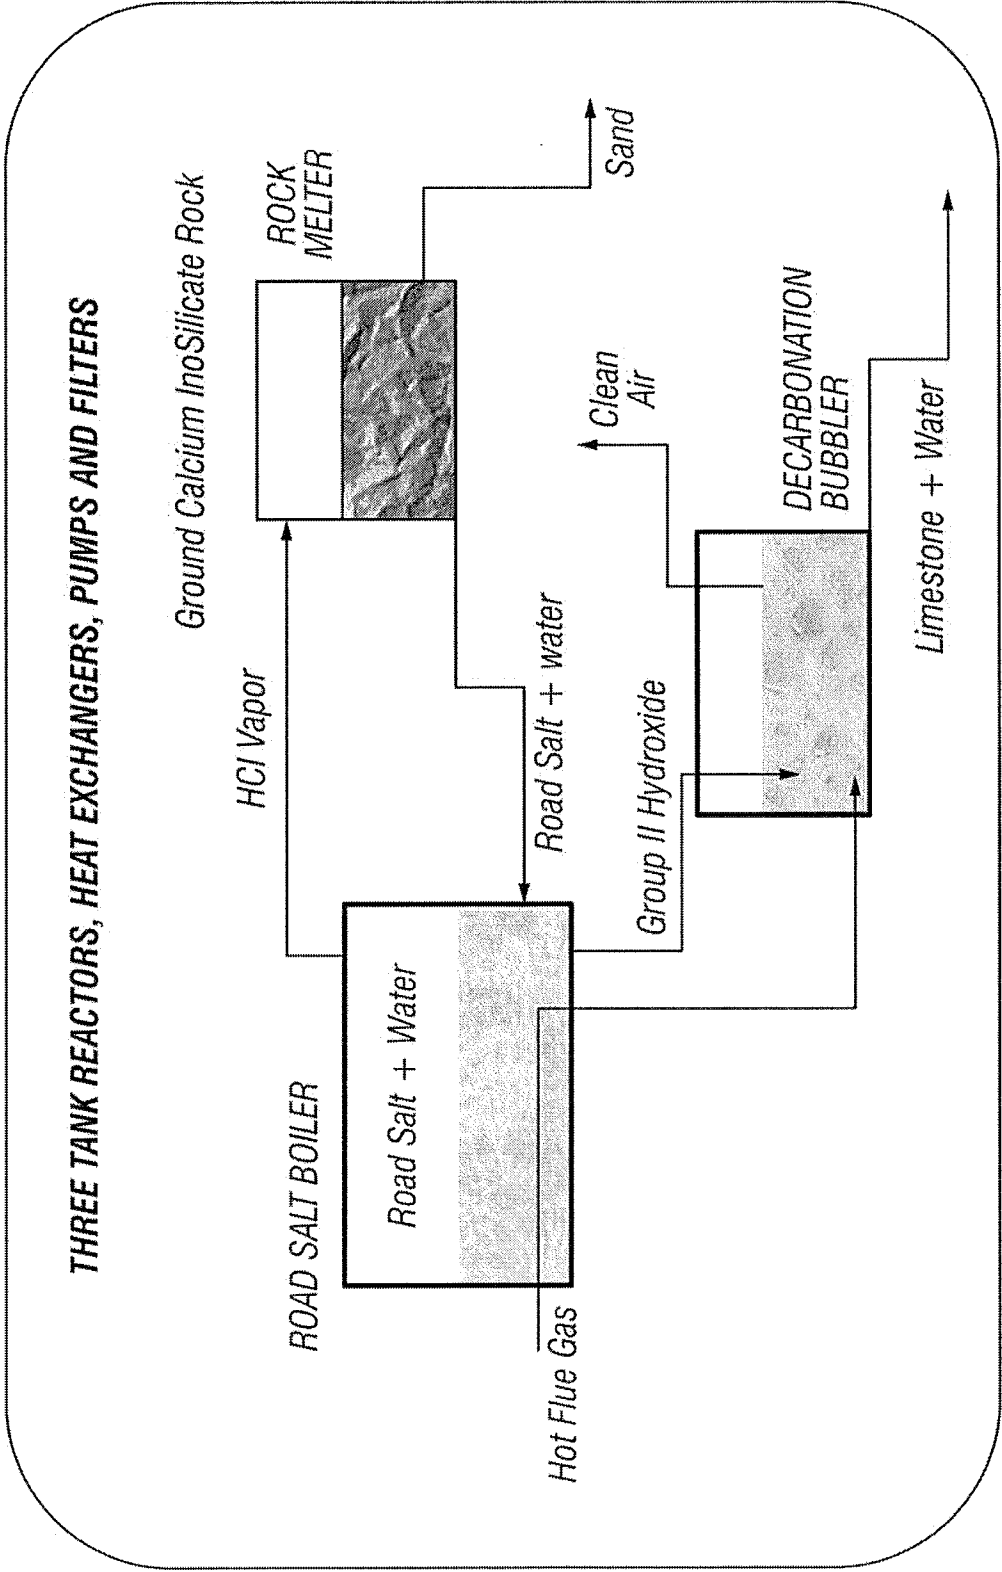 THREE TANK REACTORS, HEAT EXCHANGERS, PUMPS AND FILTERS
Ground Calcium InoSilicate Rock
HCl Vapor
ROCK
MELTER
ROAD SALT BOILER
Road Salt + Water
Road Salt + water
Sand
Hot Flue Gas
Group II Hydroxide
Clean
Air
DECARBONATION
BUBBLER
Limestone + Water